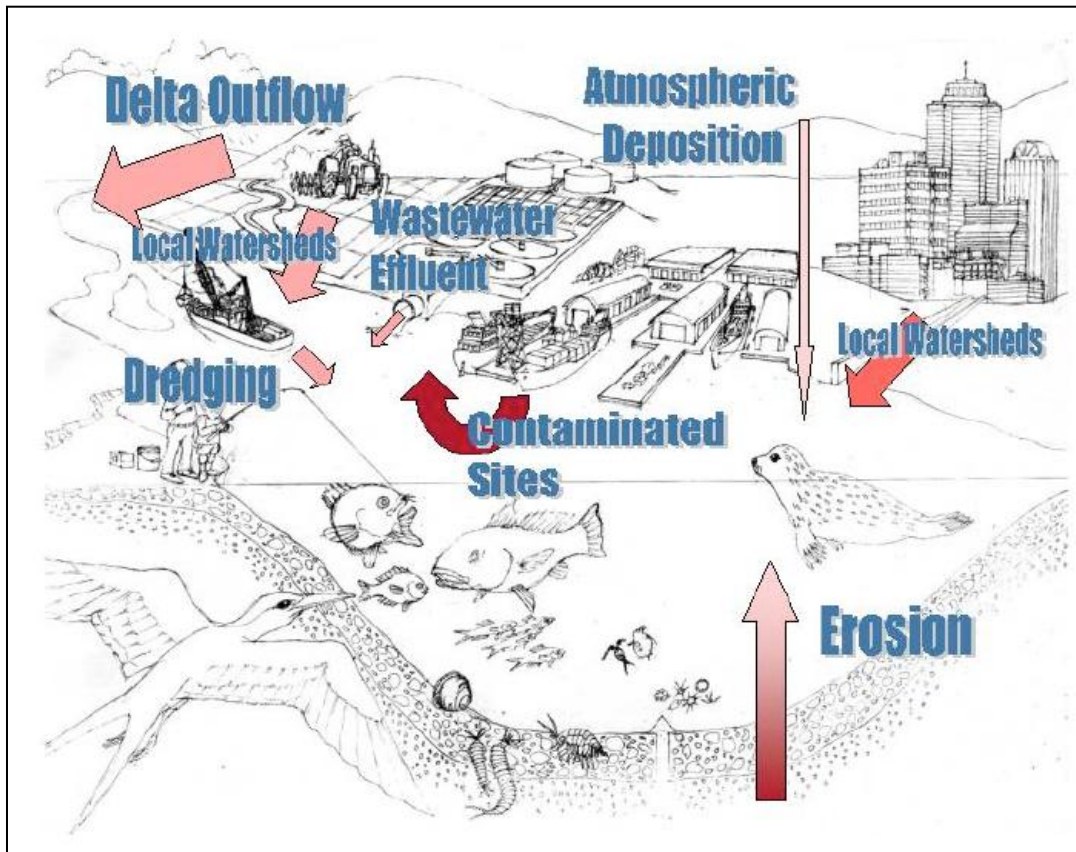 Delta Outflow
Atmospheric
Deposition
Local Watersheds
Wastewater
Effluent
Local Watersheds
Dredging
Contaminated
Sites
Erosion